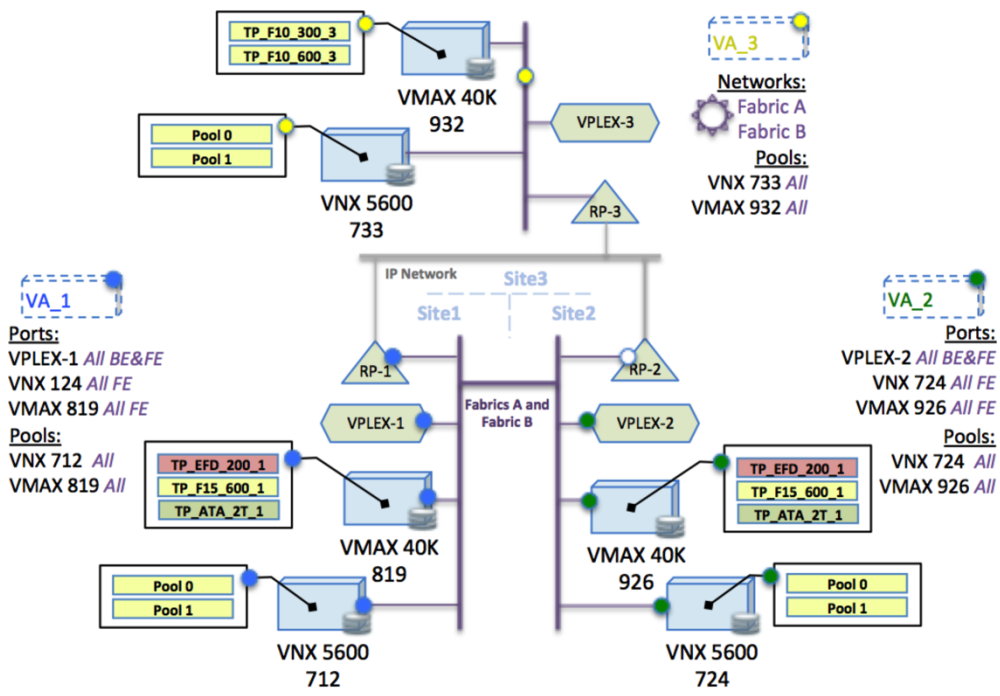 TP_F10_300_3
TP_F10_600_3
VMAX 40K
932
VPLEX-3
Pool 0
Pool 1
VNX 5600
733
RP-3
VA_3
Networks:
Fabric A
Fabric B
Pools:
VNX 733 All
VMAX 932 All
IP Network
Site3
Site1
Site2
VA_1
Ports:
VPLEX-1 All BE&FE
VNX 124 All FE
VMAX 819 All FE
Pools:
VNX 712 All
VMAX 819 All
VA_2
Ports:
VPLEX-2 All BE&FE
VNX 724 All FE
VMAX 926 All FE
Pools:
VNX 724 All
VMAX 926 All
RP-1
RP-2
Fabrics A and
Fabric B
VPLEX-1
VPLEX-2
TP_EFD_200_1
TP_F15_600_1
TP_ATA_2T_1
VMAX 40K
819
TP_EFD_200_1
TP_F15_600_1
TP_ATA_2T_1
VMAX 40K
926
Pool 0
Pool 1
VNX 5600
712
Pool 0
Pool 1
VNX 5600
724